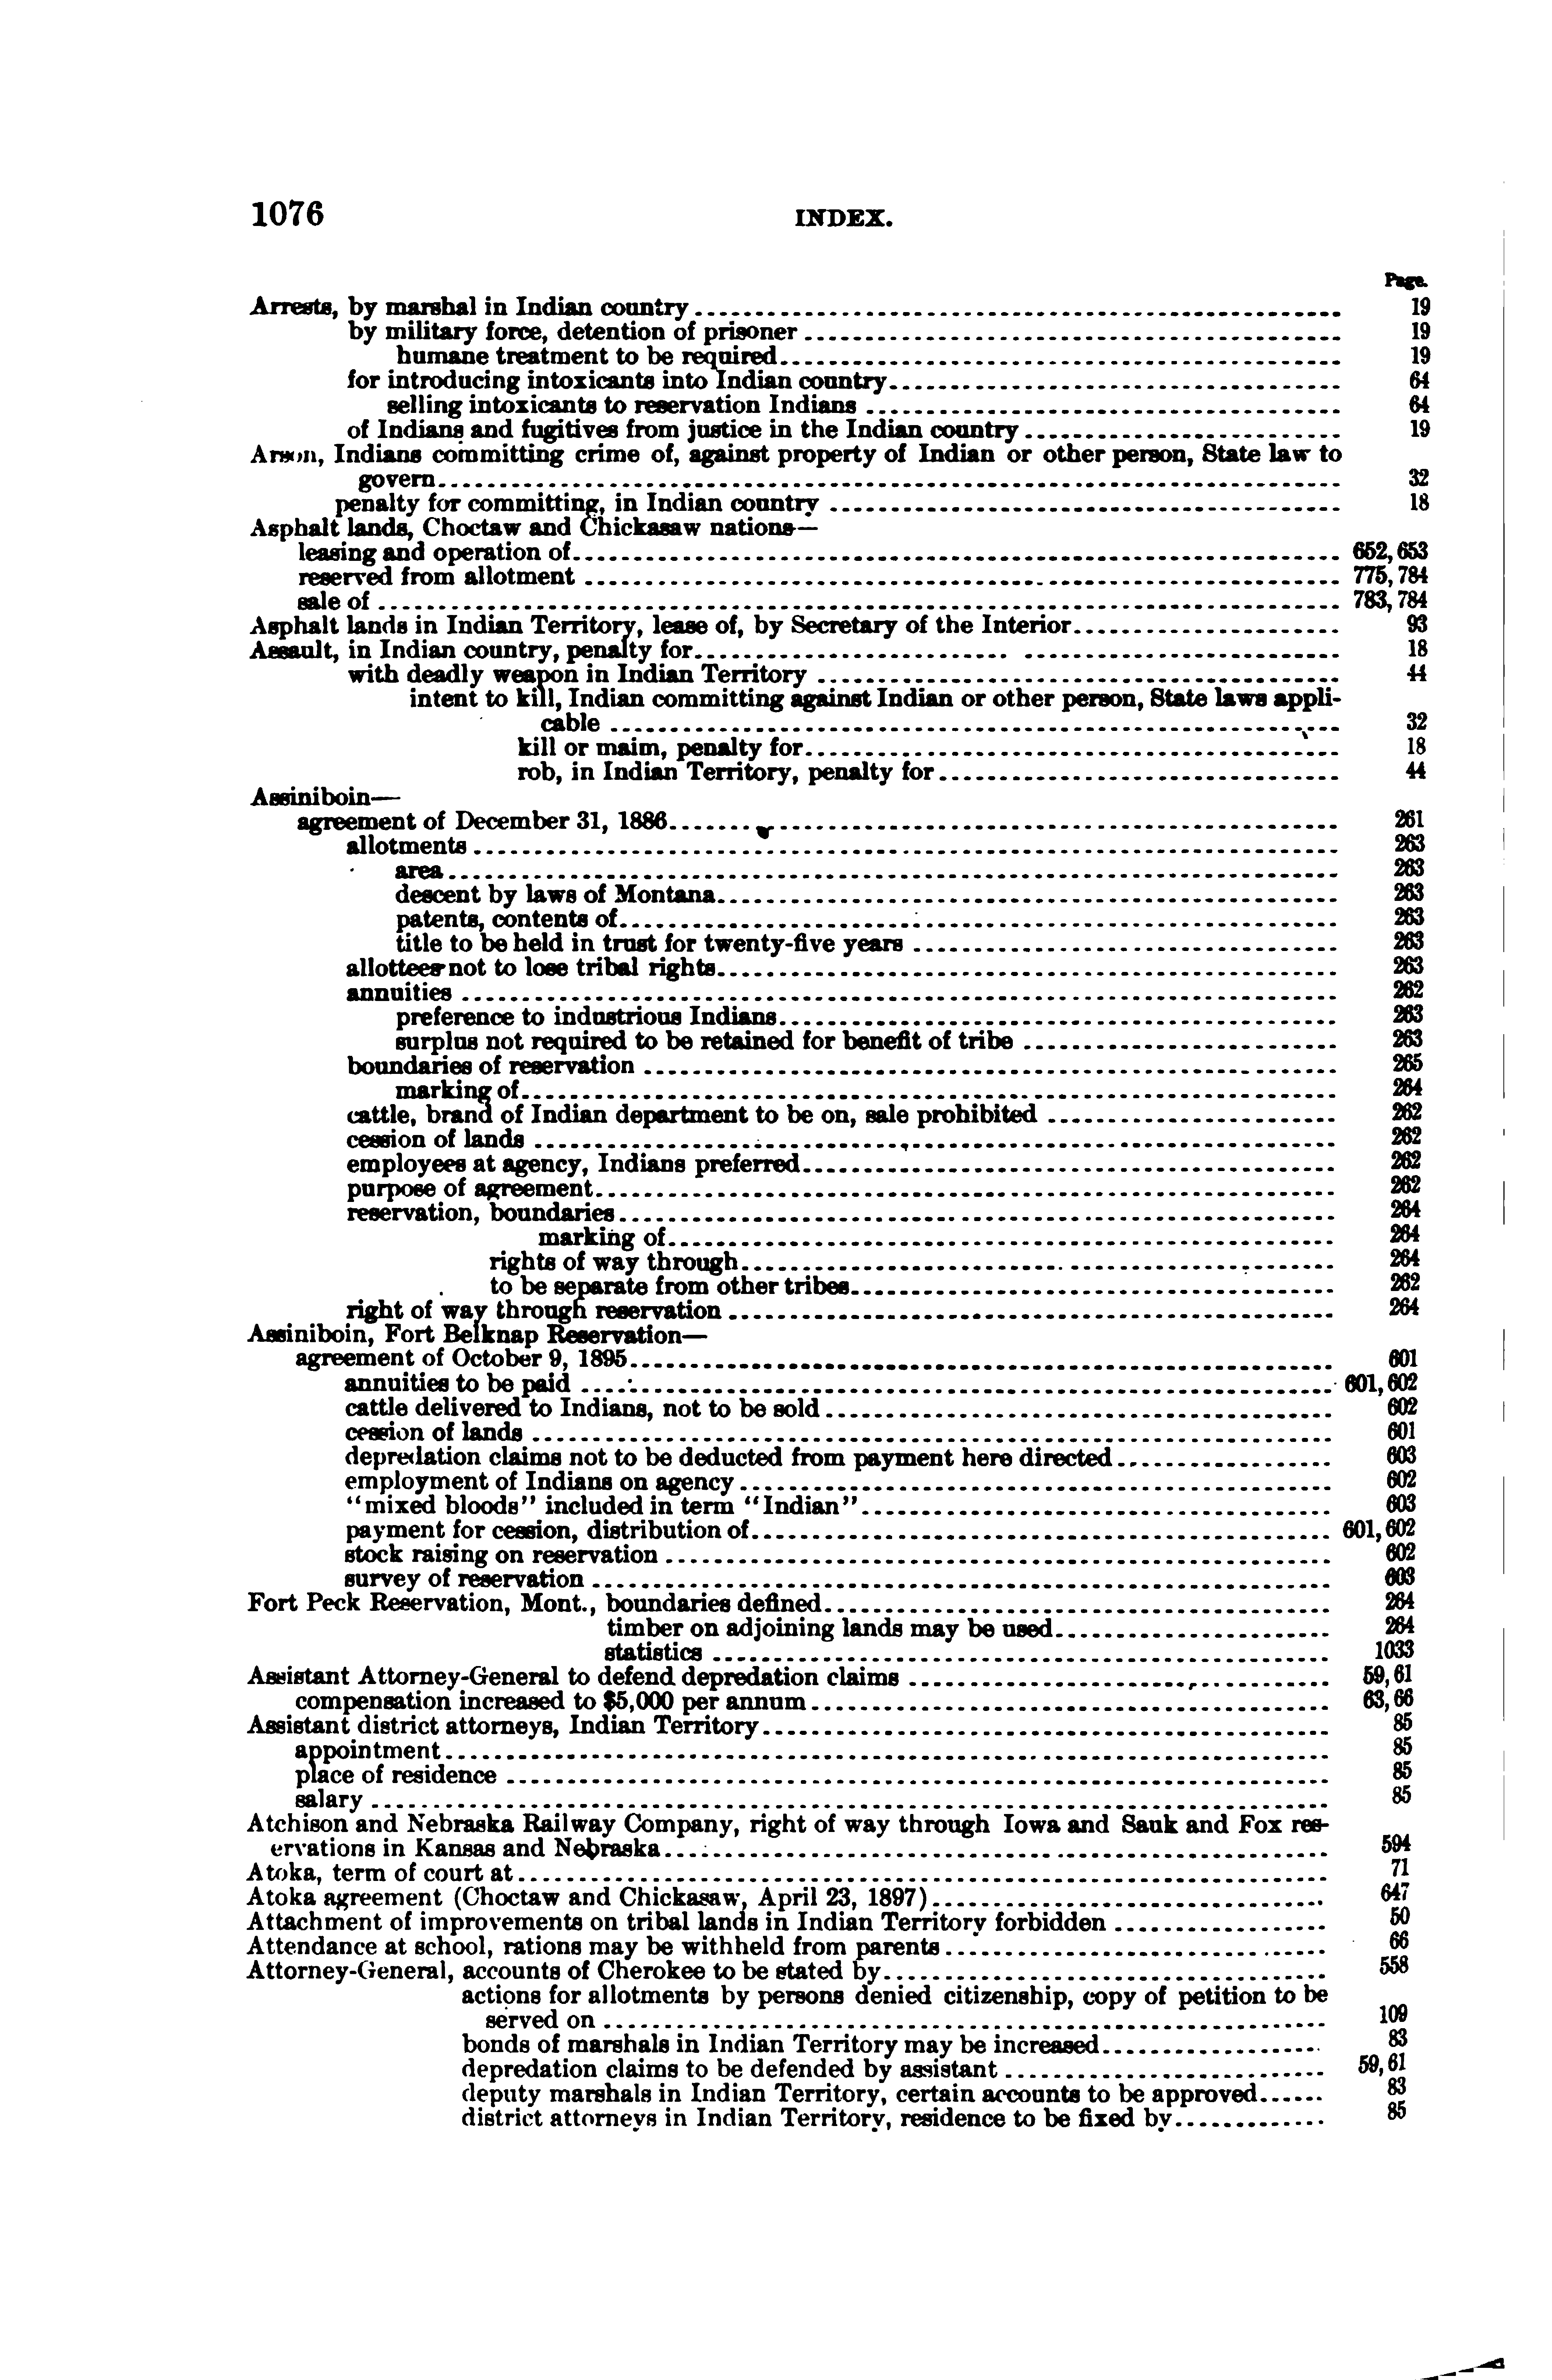 1076 INDEX.
Page.
Arrests, by marshal in Indian country 19
by military force, detention of prisoner 19
humane treatment to be required 19
for introducing intoxicants into Indian country 64
selling intoxicants to reservation Indians 64
of Indians and fugitives from justice in the Indian country 19
Arson, Indians committing crime of, against property of Indian or other person, State law to
govern 32
penalty for committing, in Indian country 18
Asphalt lands, Choctaw and Chickasaw nations—
leasing and operation of 652, 653
reserved from allotment 775, 784
sale of 783, 784
Asphalt lands in Indian Territory, lease of, by Secretary of the Interior 93
Assault, in Indian country, penalty for 18
with deadly weapon in Indian Territory 44
intent to kill, Indian committing against Indian or other person, State laws appli-
cable 32
kill or maim, penalty for 18
rob, in Indian Territory, penalty for 44
Assiniboin—
agreement of December 31, 1886 261
allotments 263
area 263
descent by laws of Montana 263
patents, contents of 263
title to be held in trust for twenty-five years 263
allottees not to lose tribal rights 263
annuities 262
preference to industrious Indians 263
surplus not required to be retained for benefit of tribe 263
boundaries of reservation 265
marking of 264
cattle, brand of Indian department to be on, sale prohibited 262
cession of lands 262
employees at agency, Indians preferred 262
purpose of agreement 262
reservation, boundaries 264
marking of 264
rights of way through 264
to be separate from other tribes 262
right of way through reservation 264
Assiniboin, Fort Belknap Reservation—
agreement of October 9, 1895 601
annuities to be paid 601, 602
cattle delivered to Indians, not to be sold 602
cession of lands 601
depredation claims not to be deducted from payment here directed 603
employment of Indians on agency 602
"mixed bloods" included in term "Indian" 603
payment for cession, distribution of 601, 602
stock raising on reservation 602
survey of reservation 603
Fort Peck Reservation, Mont., boundaries defined 264
timber on adjoining lands may be used 264
statistics 1033
Assistant Attorney-General to defend depredation claims 59, 61
compensation increased to $5,000 per annum 63, 66
Assistant district attorneys, Indian Territory 85
appointment 85
place of residence 85
salary 85
Atchison and Nebraska Railway Company, right of way through Iowa and Sauk and Fox res-
ervations in Kansas and Nebraska 594
Atoka, term of court at 71
Atoka agreement (Choctaw and Chickasaw, April 23, 1897) 647
Attachment of improvements on tribal lands in Indian Territory forbidden 50
Attendance at school, rations may be withheld from parents 66
Attorney-General, accounts of Cherokee to be stated by 558
actions for allotments by persons denied citizenship, copy of petition to be
served on 109
bonds of marshals in Indian Territory may be increased 83
depredation claims to be defended by assistant 59, 61
deputy marshals in Indian Territory, certain accounts to be approved 83
district attorneys in Indian Territory, residence to be fixed by 85